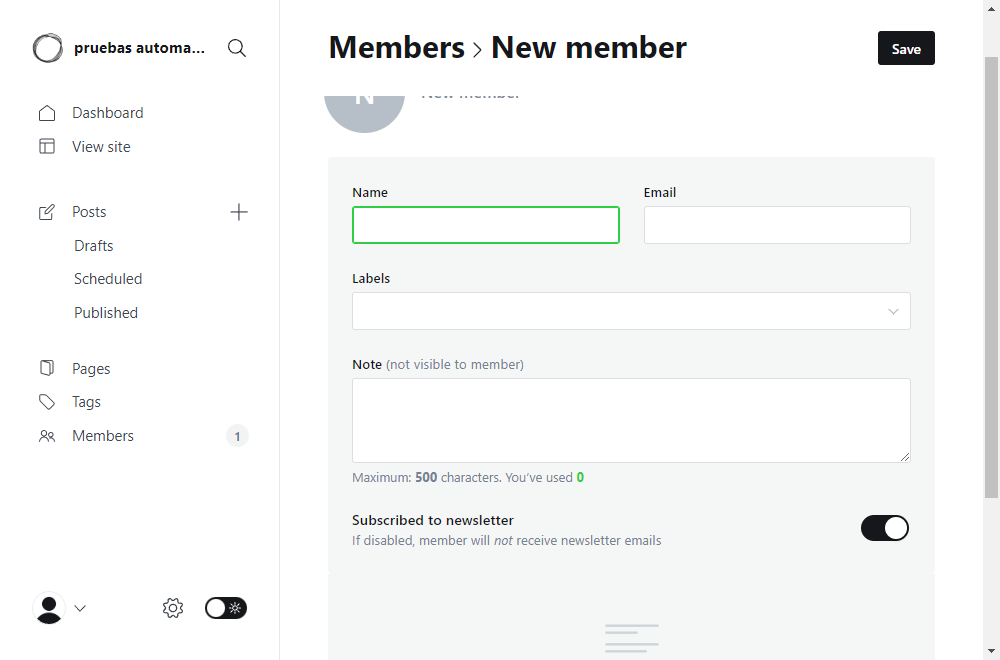 pruebas automa...
Dashboard
View site
Posts
Drafts
Scheduled
Published
Pages
Tags
Members 1
Members > New member
Save
N New member
Name
Email
Labels
Note (not visible to member)
Maximum: 500 characters. You've used 0
Subscribed to newsletter
If disabled, member will not receive newsletter emails